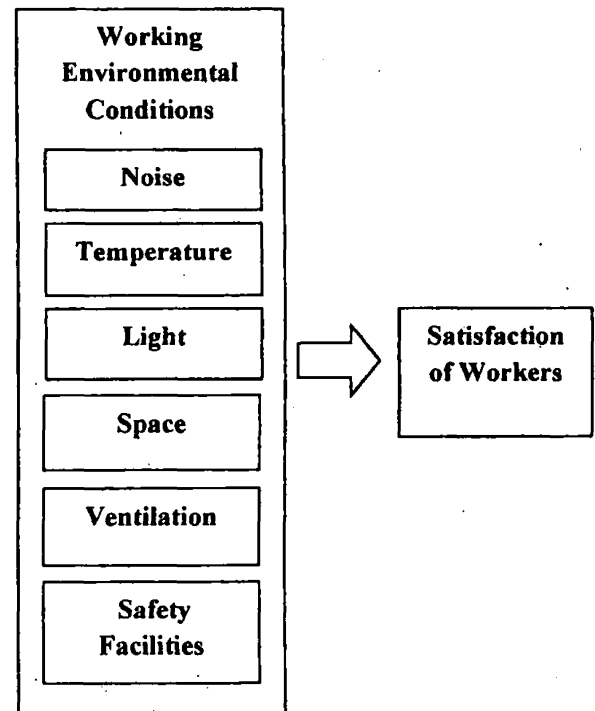 Working
Environmental
Conditions
Noise
Temperature
Light
Space
Ventilation
Safety
Facilities
Satisfaction
of Workers